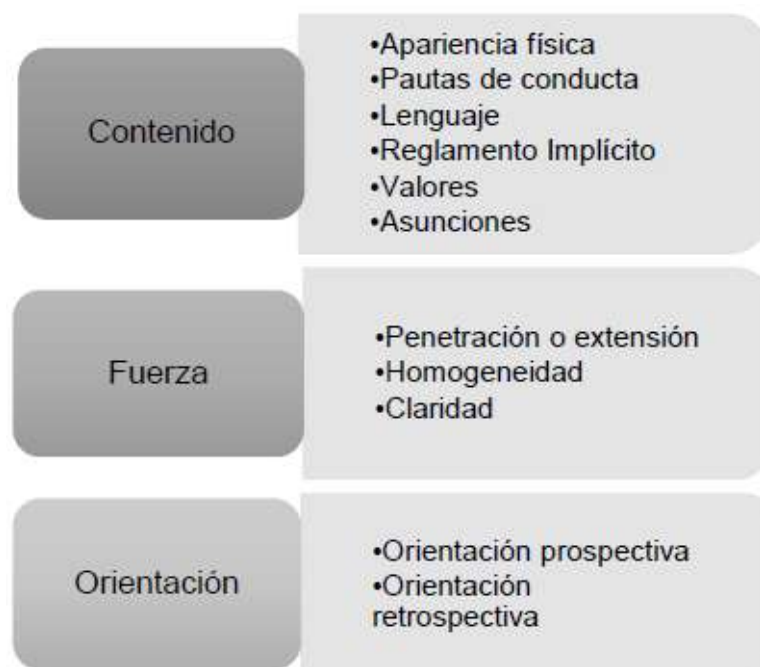 Contenido
•Apariencia física
•Pautas de conducta
•Lenguaje
•Reglamento Implícito
•Valores
•Asunciones
Fuerza
•Penetración o extensión
•Homogeneidad
•Claridad
Orientación
•Orientación prospectiva
•Orientación
retrospectiva